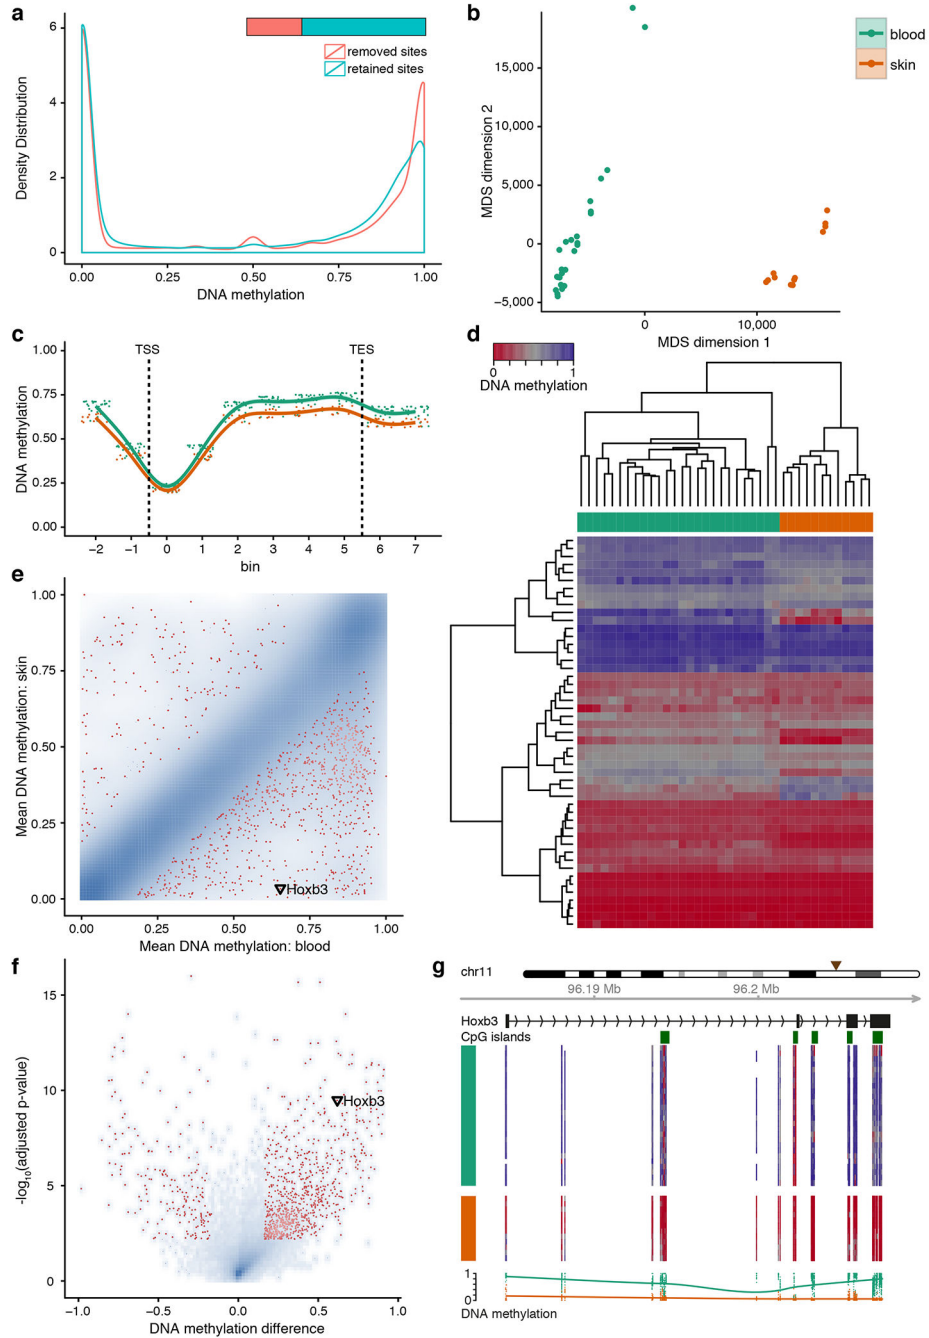 a
6
4
2
0
Density Distribution
removed sites
retained sites
0.00 0.25 0.50 0.75 1.00
DNA methylation
b
15,000
10,000
5,000
0
−5,000
MDS dimension 2
0 10,000
MDS dimension 1
blood
skin
c
1.00
0.75
0.50
0.25
0.00
DNA methylation
TSS TES
−2 −1 0 1 2 3 4 5 6 7
bin
d
0 1
DNA methylation
e
1.00
0.75
0.50
0.25
0.00
Mean DNA methylation: skin
Hoxb3
0.00 0.25 0.50 0.75 1.00
Mean DNA methylation: blood
f
15
10
5
0
-log10(adjusted p-value)
Hoxb3
−1.0 −0.5 0.0 0.5 1.0
DNA methylation difference
g
chr11
96.19 Mb 96.2 Mb
Hoxb3
CpG islands
1
0
DNA methylation